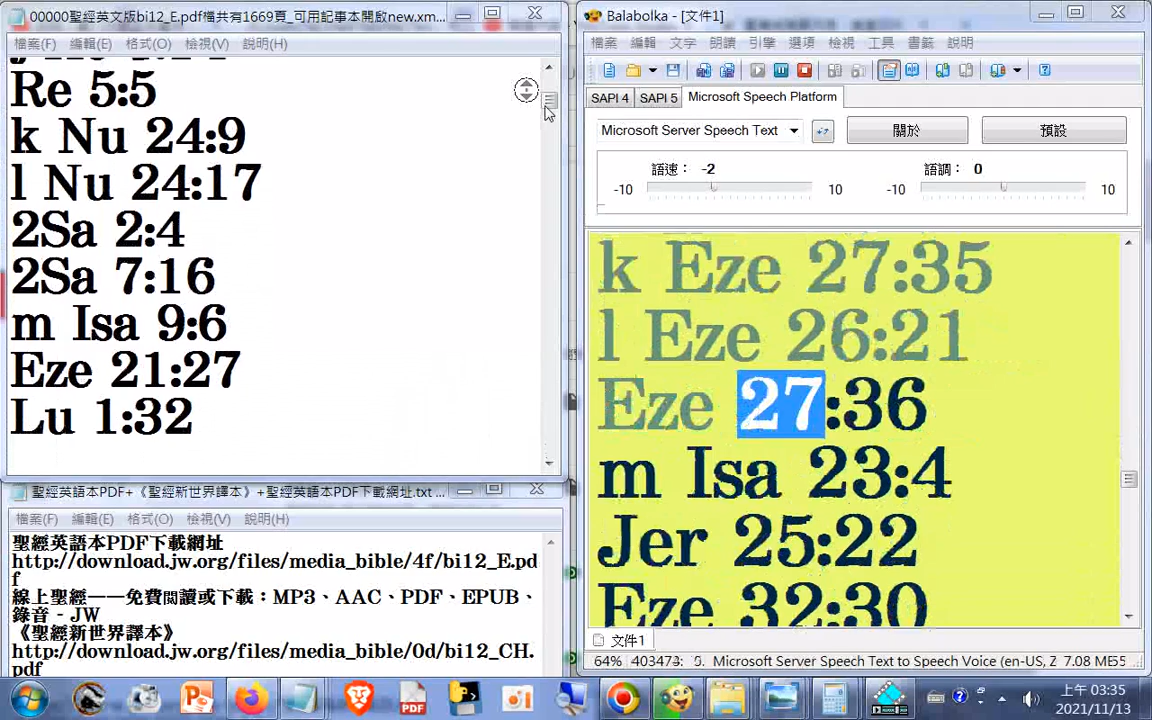 00000聖經英文版bi12_E.pdf檔共有1669頁_可用記事本開啟new.xm...
檔案(F) 編輯(E) 格式(O) 檢視(V) 說明(H)
Re 5:5
k Nu 24:9
l Nu 24:17
2Sa 2:4
2Sa 7:16
m Isa 9:6
Eze 21:27
Lu 1:32
聖經英語本PDF+《聖經新世界譯本》+聖經英語本PDF下載網址.txt ...
檔案(F) 編輯(E) 格式(O) 檢視(V) 說明(H)
聖經英語本PDF下載網址
http://download.jw.org/files/media_bible/4f/bi12_E.pd
f
線上聖經——免費閱讀或下載：MP3、AAC、PDF、EPUB、
錄音 - JW
《聖經新世界譯本》
http://download.jw.org/files/media_bible/0d/bi12_CH.
pdf
Balabolka - [文件1]
檔案 編輯 文字 朗讀 引擎 選項 檢視 工具 書籤 說明
SAPI 4 SAPI 5 Microsoft Speech Platform
Microsoft Server Speech Text 關於 預設
語速： -2 語調： 0
-10 10 -10 10
k Eze 27:35
l Eze 26:21
Eze 27:36
m Isa 23:4
Jer 25:22
Eze 32:30
文件1
64% Microsoft Server Speech Text to Speech Voice (en-US, Z 7.08 ME
PDF
上午 03:35
2021/11/13